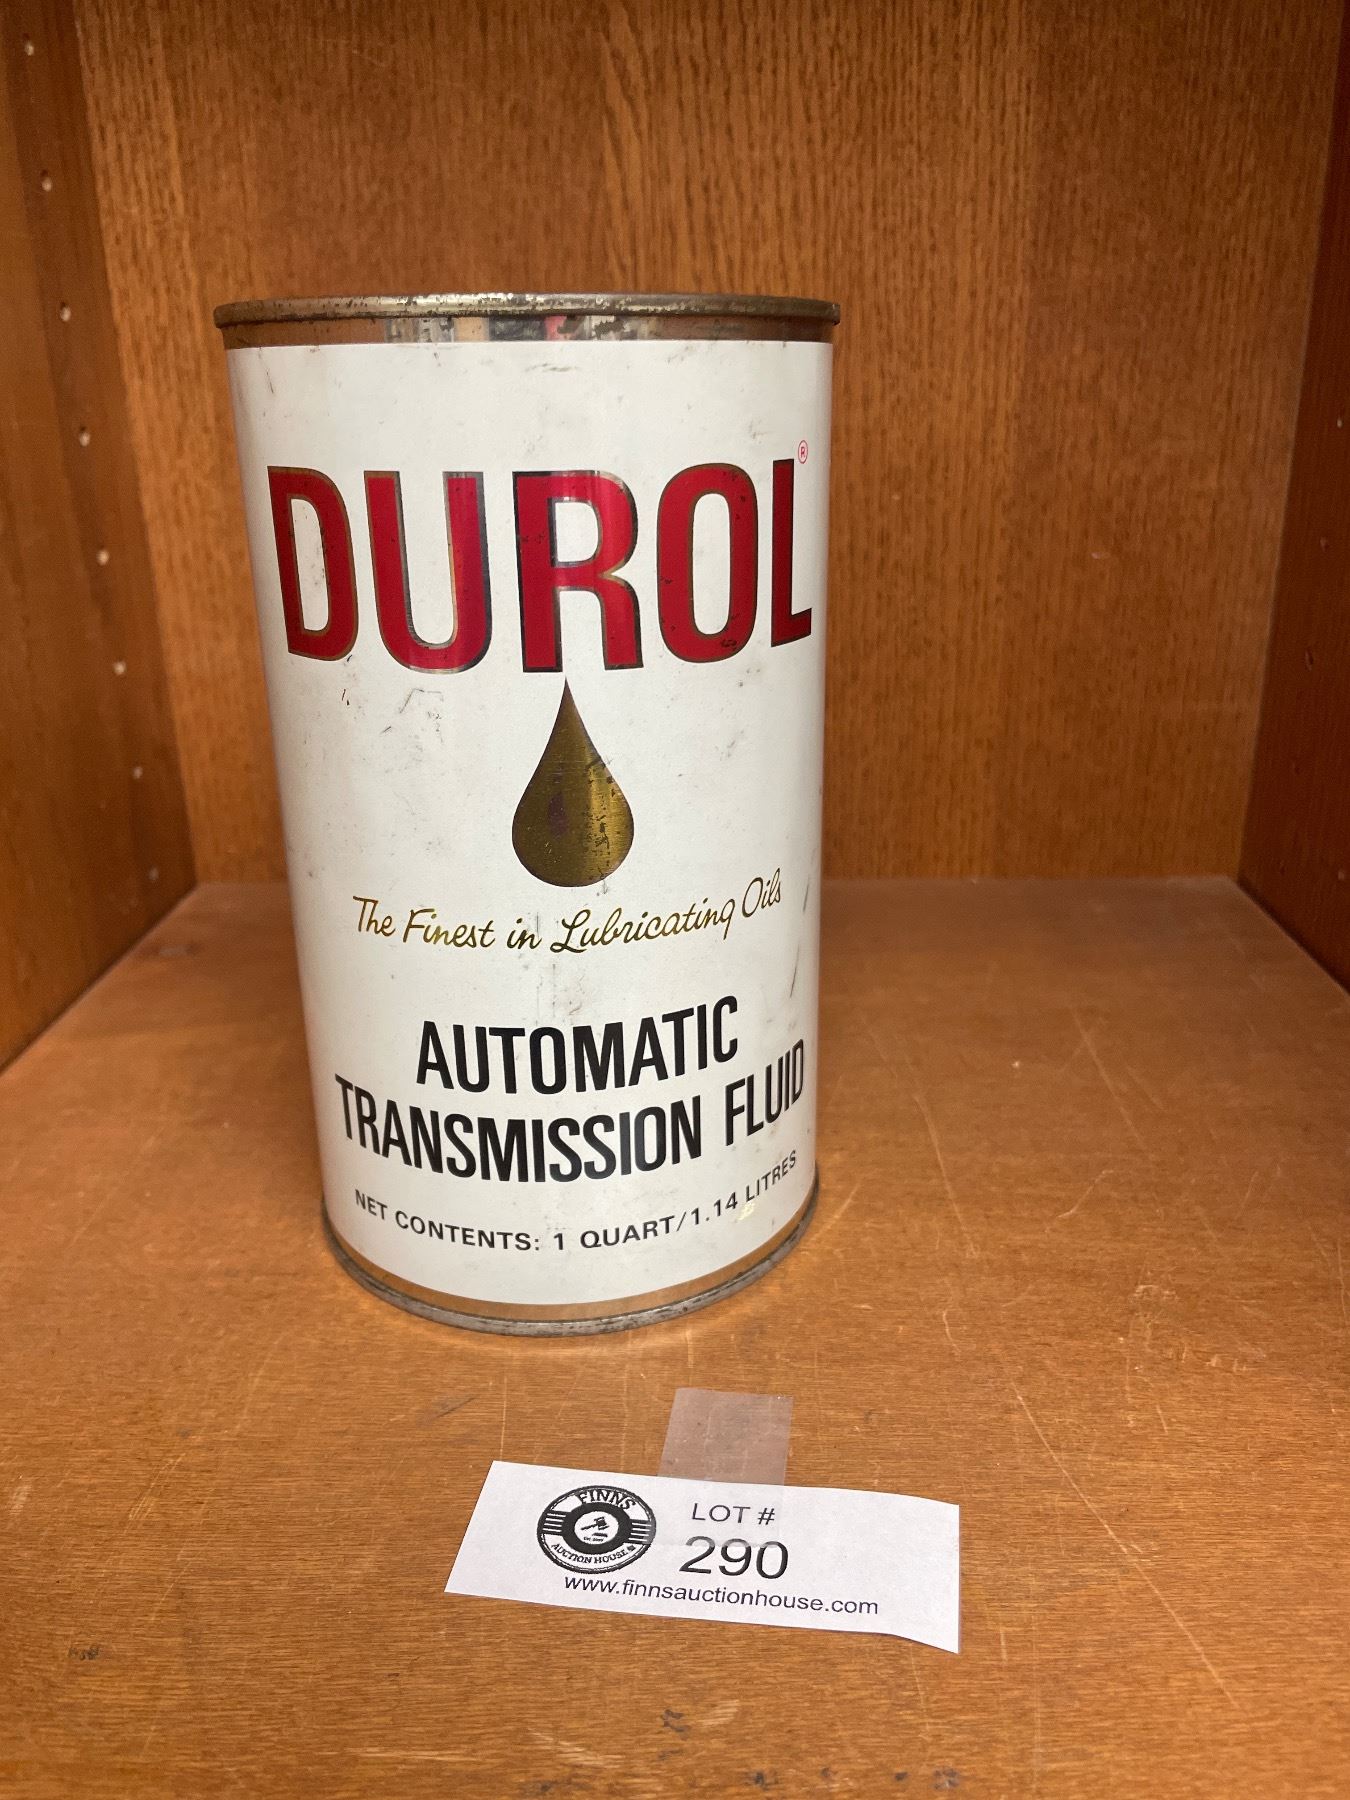 DUROL®
The Finest in Lubricating Oils
AUTOMATIC
TRANSMISSION FLUID
NET CONTENTS: 1 QUART/1.14 LITRES
FINNS
AUCTION HOUSE
LOT #
290
www.finnsauctionhouse.com